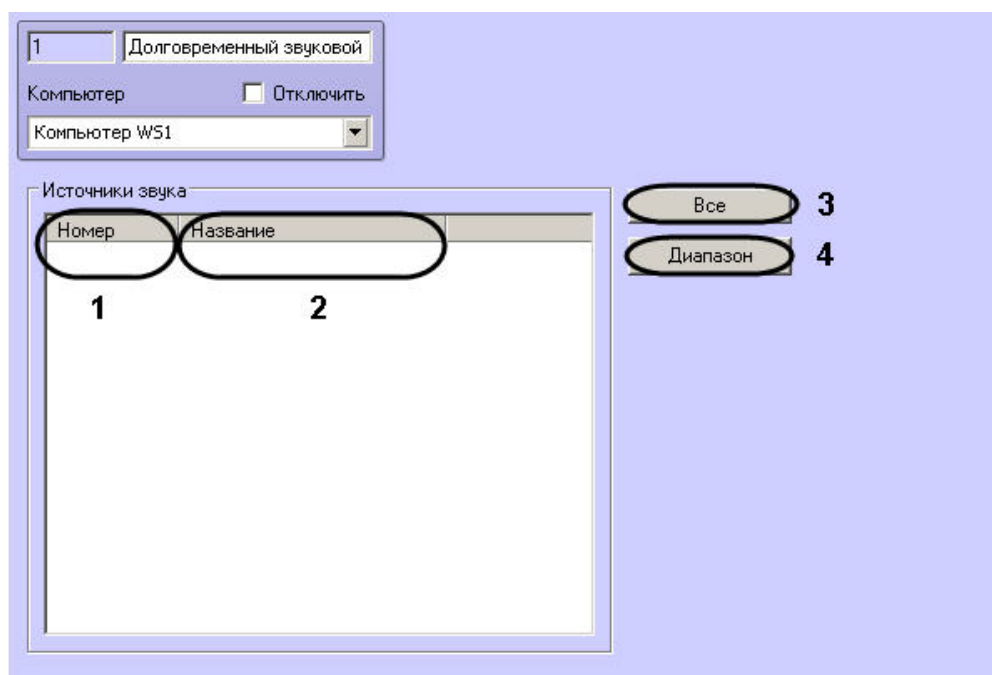 1 Долговременный звуковой
Компьютер Отключить
Компьютер WS1
Источники звука
Номер Название
1 2
Все 3
Диапазон 4